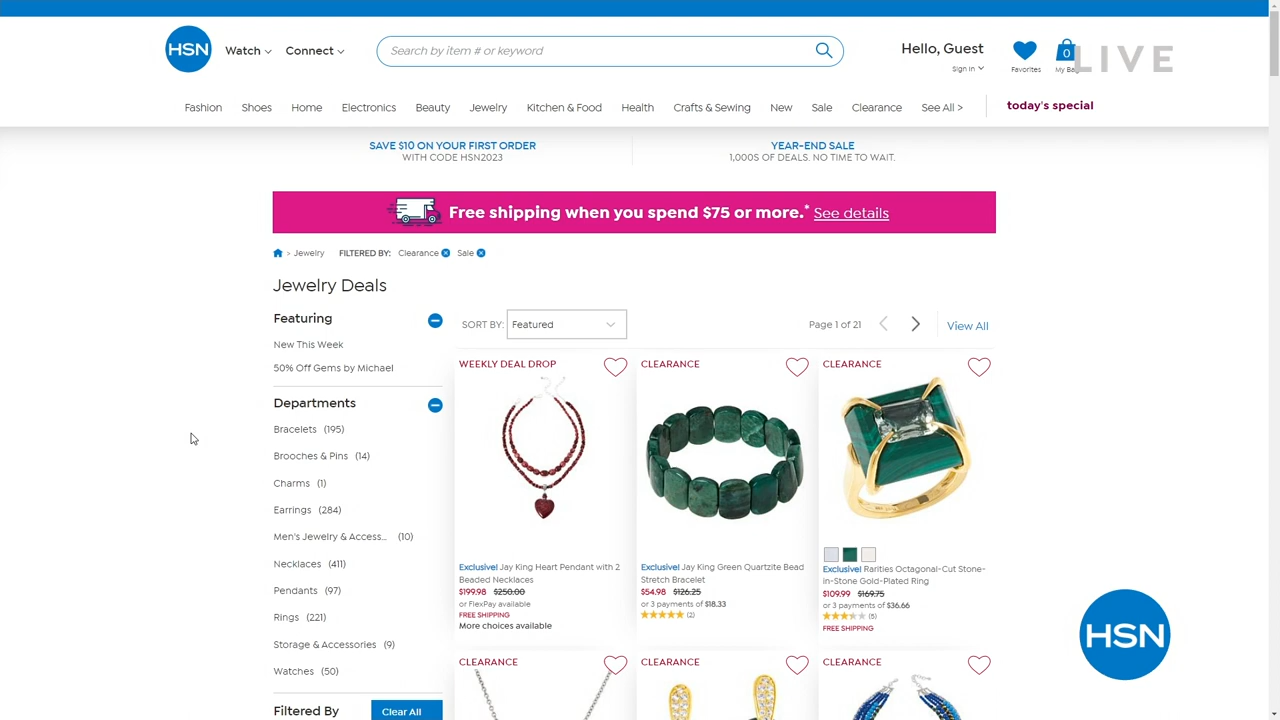 HSN
Watch
Connect
Search by item # or keyword
Hello, Guest
Sign in
Favorites
0
My Ba
LIVE
Fashion
Shoes
Home
Electronics
Beauty
Jewelry
Kitchen & Food
Health
Crafts & Sewing
New
Sale
Clearance
See All >
today's special
SAVE $10 ON YOUR FIRST ORDER
WITH CODE HSN2023
YEAR-END SALE
1,000S OF DEALS. NO TIME TO WAIT.
Free shipping when you spend $75 or more.* See details
> Jewelry
FILTERED BY: Clearance Sale
Jewelry Deals
Featuring
New This Week
50% Off Gems by Michael
Departments
Bracelets (195)
Brooches & Pins (14)
Charms (1)
Earrings (284)
Men's Jewelry & Access... (10)
Necklaces (411)
Pendants (97)
Rings (221)
Storage & Accessories (9)
Watches (50)
Filtered By
Clear All
SORT BY: Featured
Page 1 of 21
View All
WEEKLY DEAL DROP
Exclusive! Jay King Heart Pendant with 2
Beaded Necklaces
$199.98 $250.00
or FlexPay available
FREE SHIPPING
More choices available
CLEARANCE
Exclusive! Jay King Green Quartzite Bead
Stretch Bracelet
$54.98 $126.25
or 3 payments of $18.33
(2)
CLEARANCE
Exclusive! Rarities Octagonal-Cut Stone-
in-Stone Gold-Plated Ring
$109.99 $169.75
or 3 payments of $36.66
(5)
FREE SHIPPING
CLEARANCE
CLEARANCE
CLEARANCE
HSN